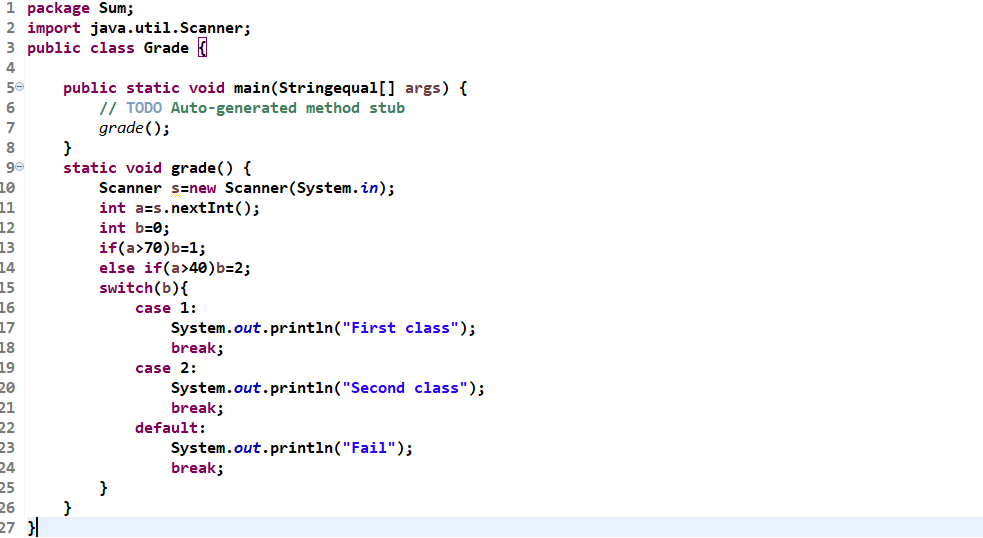 1 package Sum;
2 import java.util.Scanner;
3 public class Grade {
4
5 public static void main(Stringequal[] args) {
6 // TODO Auto-generated method stub
7 grade();
8 }
9 static void grade() {
10 Scanner s=new Scanner(System.in);
11 int a=s.nextInt();
12 int b=0;
13 if(a>70)b=1;
14 else if(a>40)b=2;
15 switch(b){
16 case 1:
17 System.out.println("First class");
18 break;
19 case 2:
20 System.out.println("Second class");
21 break;
22 default:
23 System.out.println("Fail");
24 break;
25 }
26 }
27 }